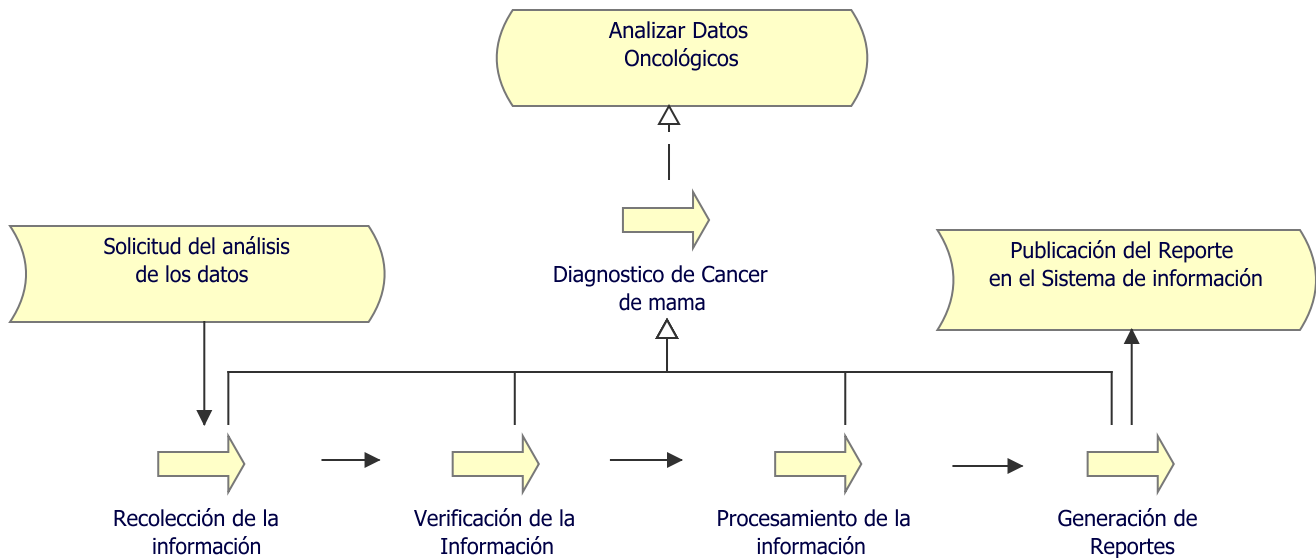 Analizar Datos
Oncológicos
Solicitud del análisis
de los datos
Diagnostico de Cancer
de mama
Publicación del Reporte
en el Sistema de información
Recolección de la
información
Verificación de la
Información
Procesamiento de la
información
Generación de
Reportes